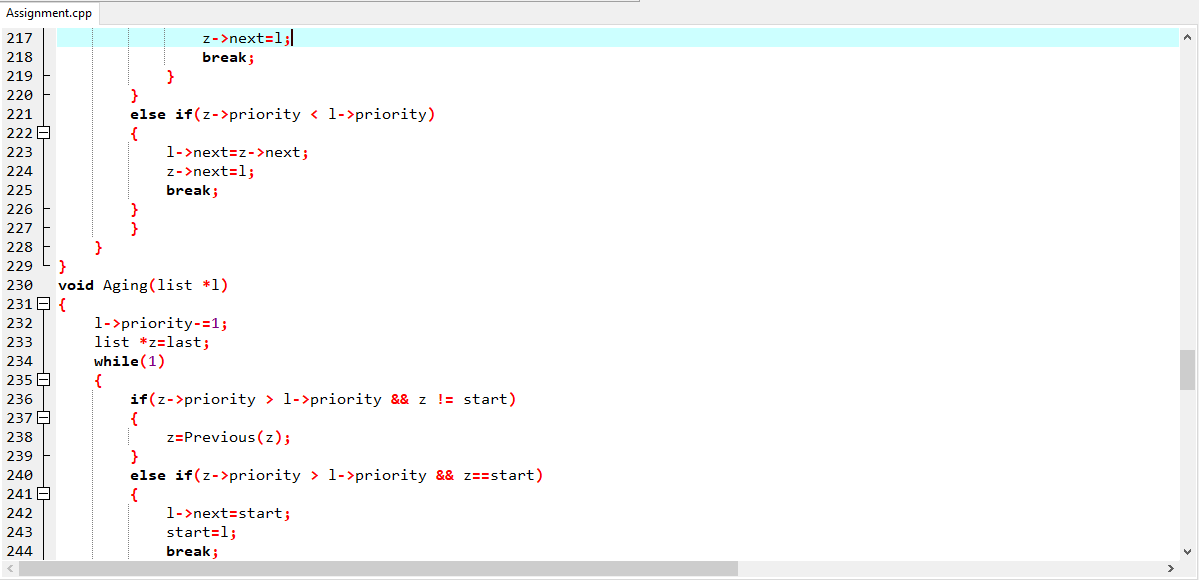 Assignment.cpp
217 z->next=l;
218 break;
219 }
220 }
221 else if(z->priority < l->priority)
222 {
223 l->next=z->next;
224 z->next=l;
225 break;
226 }
227 }
228 }
229 }
230 void Aging(list *l)
231 {
232 l->priority-=1;
233 list *z=last;
234 while(1)
235 {
236 if(z->priority > l->priority && z != start)
237 {
238 z=Previous(z);
239 }
240 else if(z->priority > l->priority && z==start)
241 {
242 l->next=start;
243 start=l;
244 break;